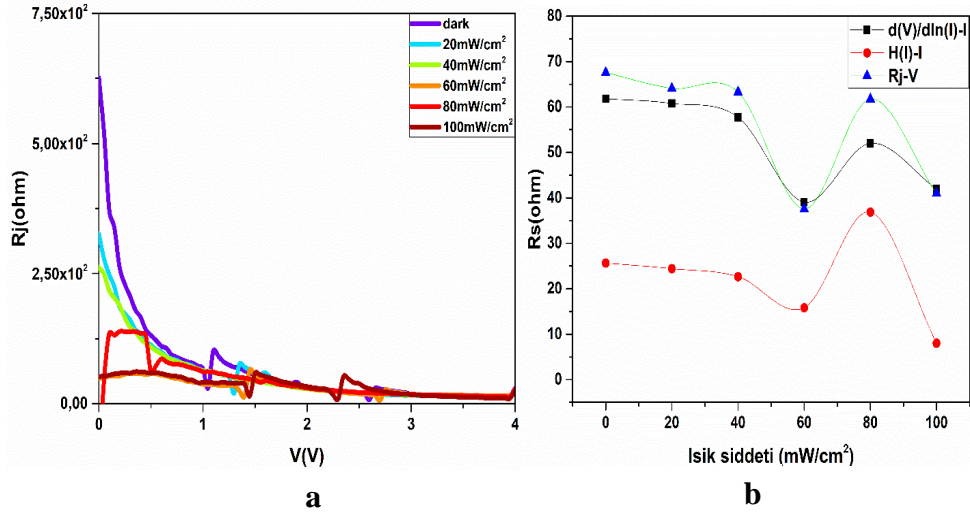 7,50x10²
5,00x10²
2,50x10²
0,00
Rj(ohm)
0
1
2
3
4
V(V)
dark
20mW/cm²
40mW/cm²
60mW/cm²
80mW/cm²
100mW/cm²
a
80
70
60
50
40
30
20
10
0
Rs(ohm)
0
20
40
60
80
100
Isik siddeti (mW/cm²)
d(V)/dln(I)-I
H(I)-I
Rj-V
b